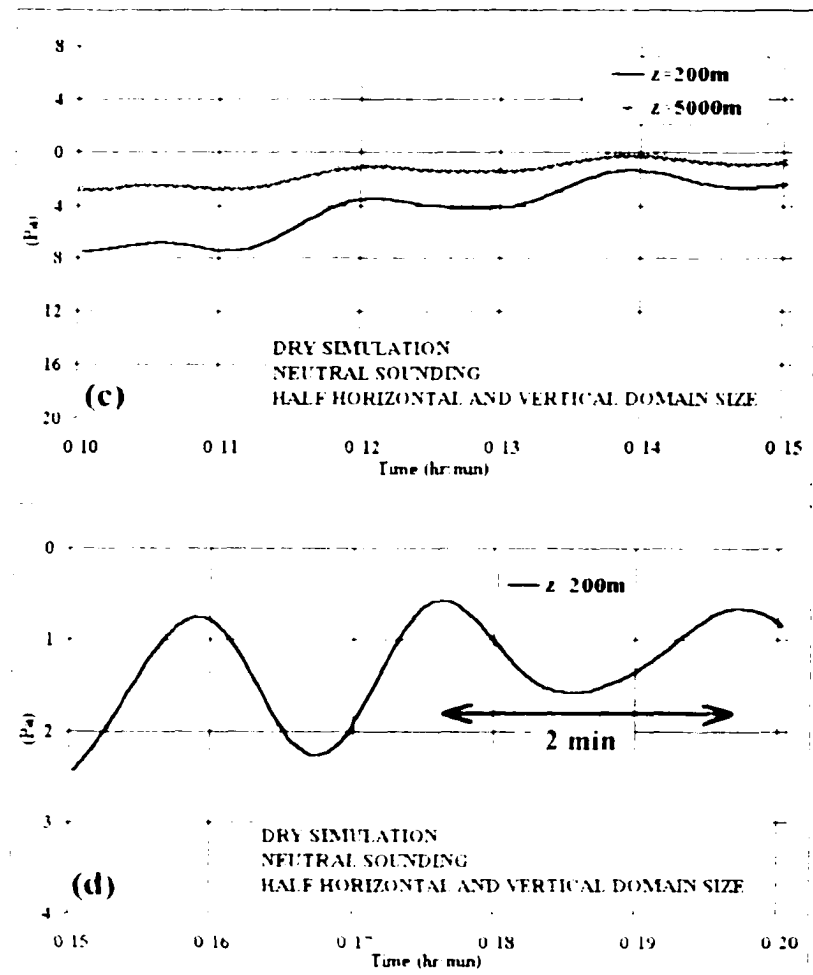 8
z=200m
4
z=5000m
0
4
(Pa)
8
12
16
DRY SIMULATION
NEUTRAL SOUNDING
(c)
HALF HORIZONTAL AND VERTICAL DOMAIN SIZE
20
0 10 0 11 0 12 0 13 0 14 0 15
Time (hr:min)
0
z 200m
1
(Pa)
2
2 min
3
DRY SIMULATION
NEUTRAL SOUNDING
(d)
HALF HORIZONTAL AND VERTICAL DOMAIN SIZE
4
0 15 0 16 0 17 0 18 0 19 0 20
Time (hr:min)